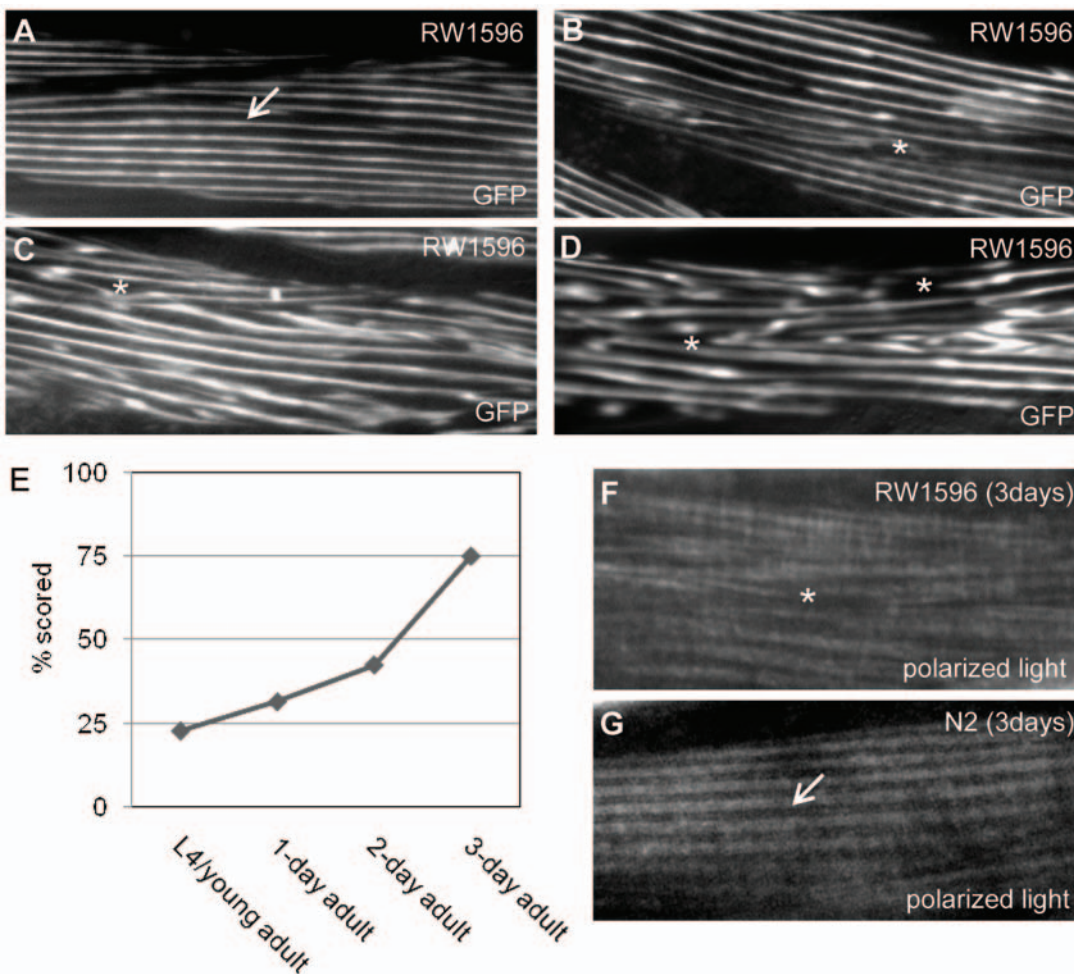 A
RW1596
GFP
B
RW1596
*
GFP
C
RW1596
*
GFP
D
RW1596
*
*
GFP
E
% scored
100
75
50
25
0
L4/young adult
1-day adult
2-day adult
3-day adult
F
RW1596 (3days)
*
polarized light
G
N2 (3days)
polarized light